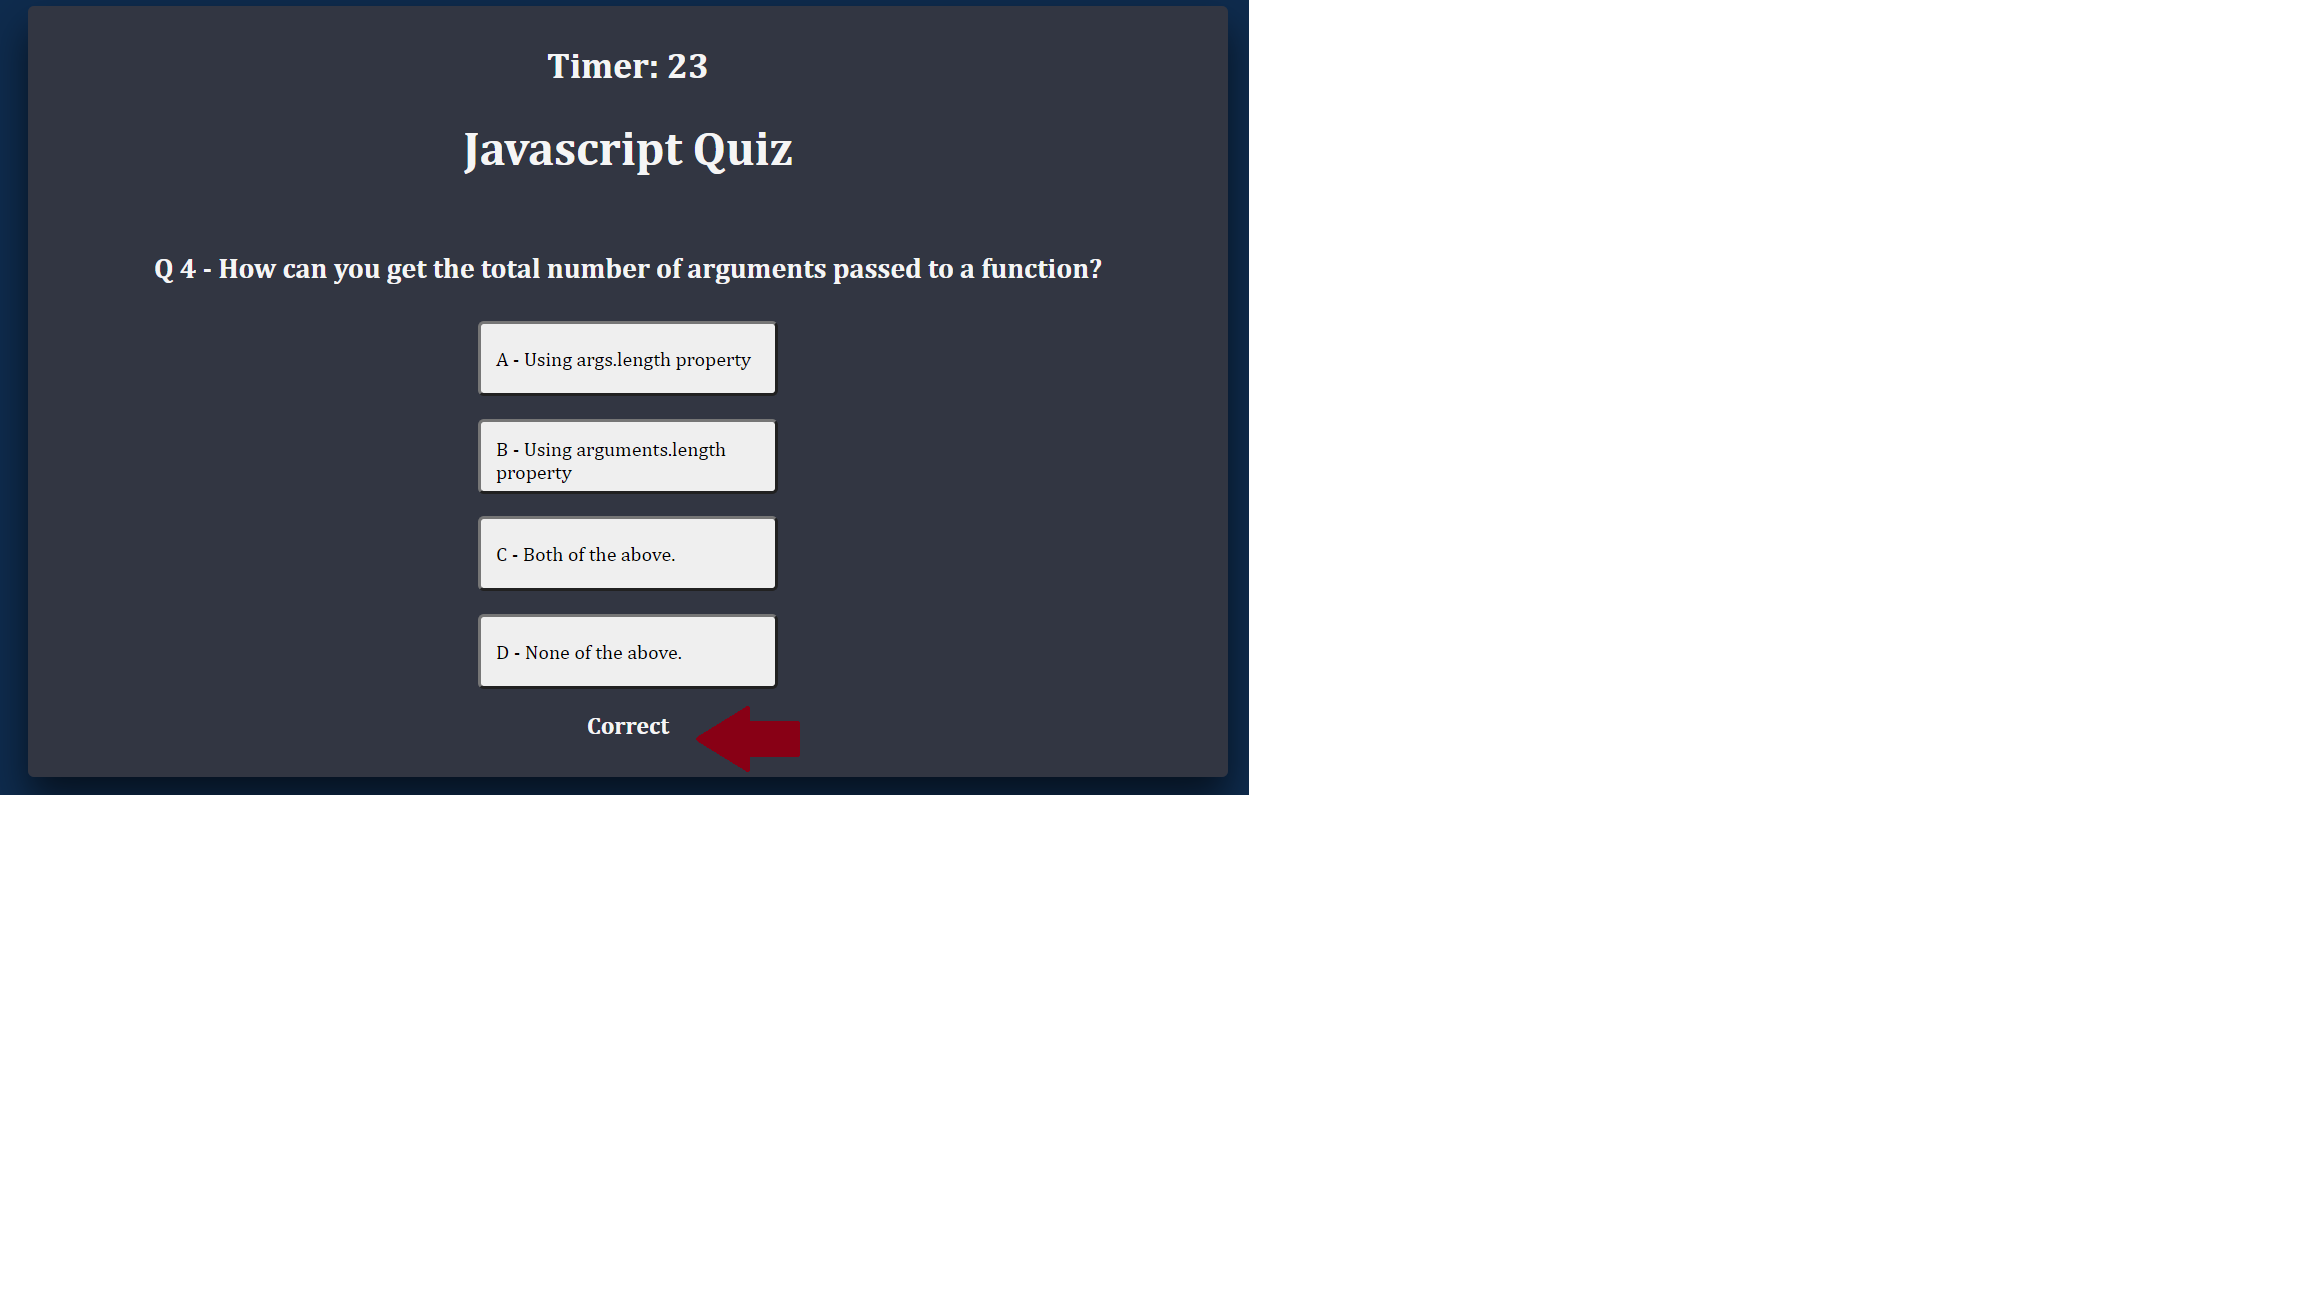 Timer: 23
Javascript Quiz
Q 4 - How can you get the total number of arguments passed to a function?
A - Using args.length property
B - Using arguments.length
property
C - Both of the above.
D - None of the above.
Correct